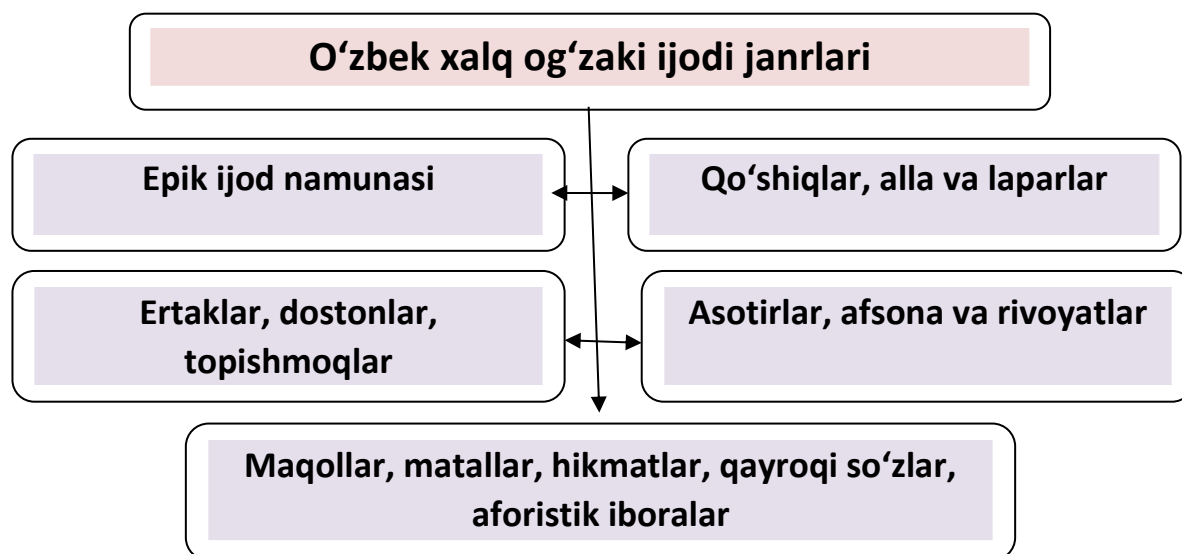 O‘zbek xalq og‘zaki ijodi janrlari
Epik ijod namunasi
Qo‘shiqlar, alla va laparlar
Ertaklar, dostonlar,
topishmoqlar
Asotirlar, afsona va rivoyatlar
Maqollar, matallar, hikmatlar, qayroqi so‘zlar,
aforistik iboralar